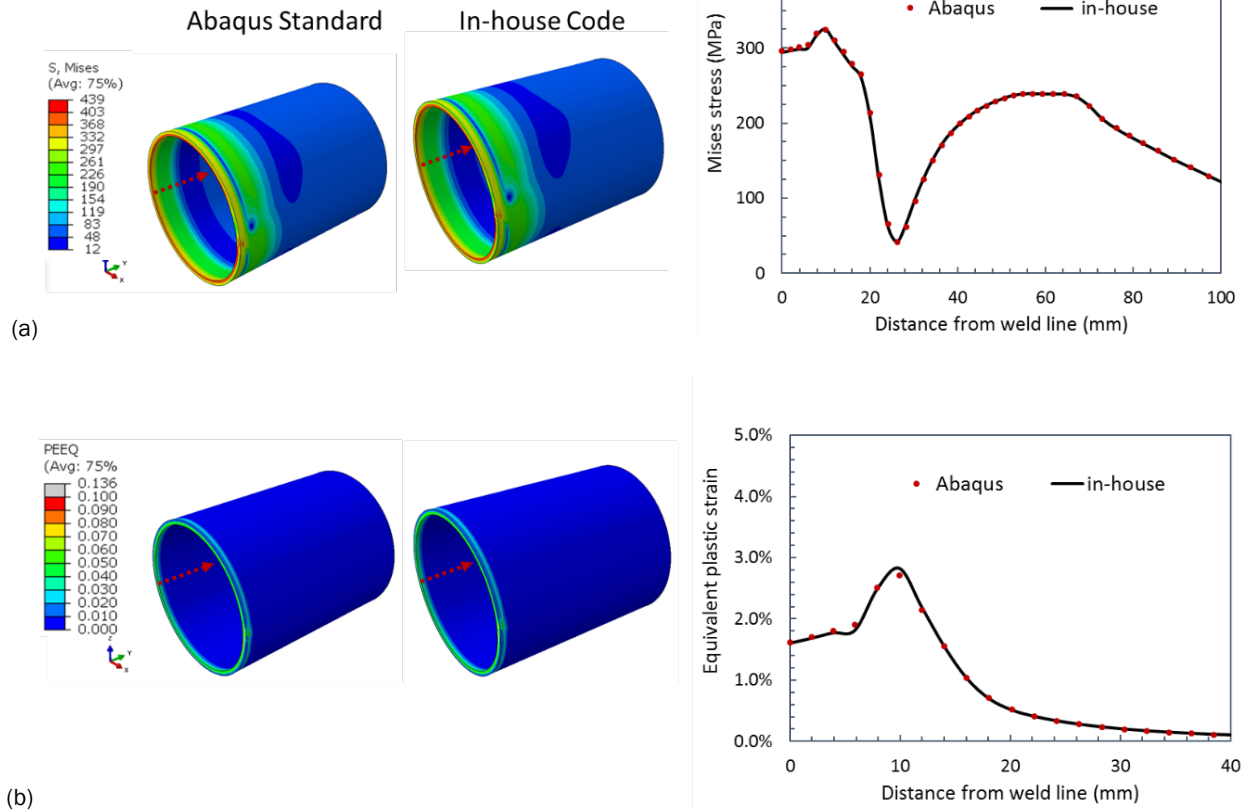 Abaqus Standard
In-house Code
S, Mises
(Avg: 75%)
439
403
368
332
297
261
226
190
154
119
83
48
12
Y
X
Abaqus
in-house
Mises stress (MPa)
300
200
100
0
0
20
40
60
80
100
Distance from weld line (mm)
(a)
PEEQ
(Avg: 75%
0.136
0.100
0.090
0.080
0.070
0.060
0.050
0.040
0.030
0.020
0.010
0.000
Z
Y
X
Equivalent plastic strain
5.0%
4.0%
3.0%
2.0%
1.0%
0.0%
Abaqus
in-house
0
10
20
30
40
Distance from weld line (mm)
(b)